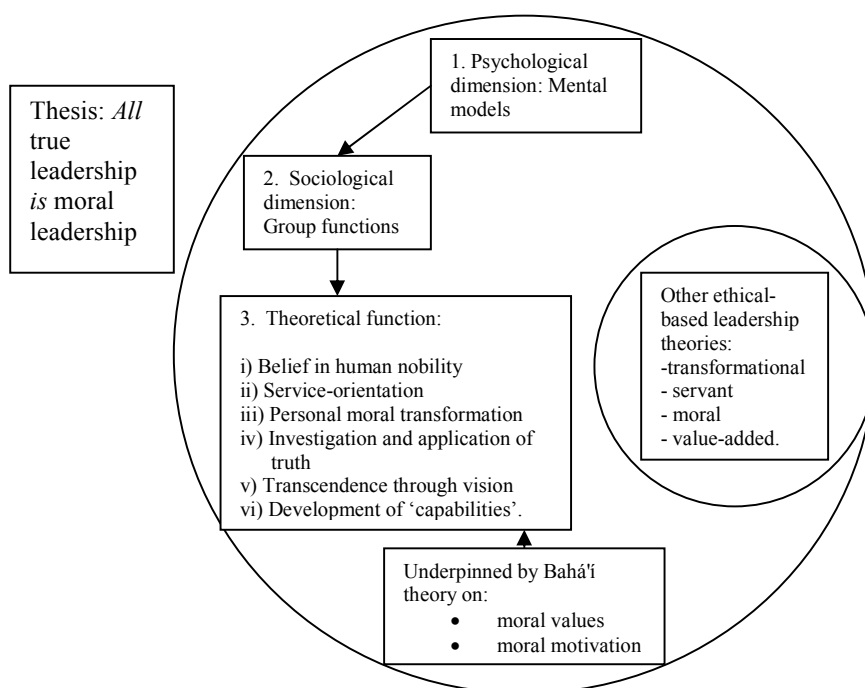 Thesis: All
true
leadership
is moral
leadership
1. Psychological
dimension: Mental
models
2. Sociological
dimension:
Group functions
3. Theoretical function:
i) Belief in human nobility
ii) Service-orientation
iii) Personal moral transformation
iv) Investigation and application of
truth
v) Transcendence through vision
vi) Development of ‘capabilities’.
Other ethical-
based leadership
theories:
-transformational
- servant
- moral
- value-added.
Underpinned by Bahá'í
theory on:
• moral values
• moral motivation